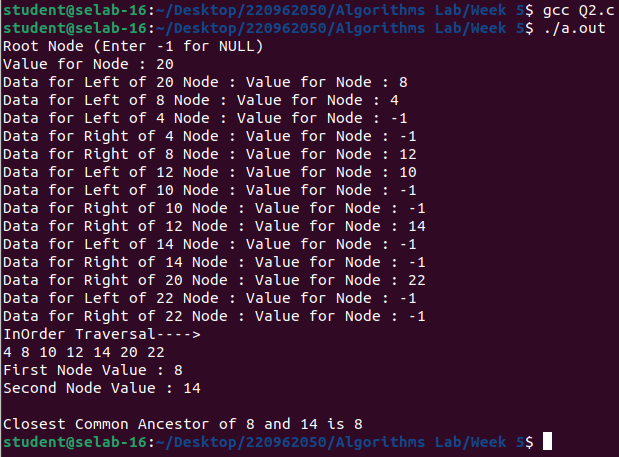 student@selab-16:~/Desktop/220962050/Algorithms Lab/Week 5$ gcc Q2.c
student@selab-16:~/Desktop/220962050/Algorithms Lab/Week 5$ ./a.out
Root Node (Enter -1 for NULL)
Value for Node : 20
Data for Left of 20 Node : Value for Node : 8
Data for Left of 8 Node : Value for Node : 4
Data for Left of 4 Node : Value for Node : -1
Data for Right of 4 Node : Value for Node : -1
Data for Right of 8 Node : Value for Node : 12
Data for Left of 12 Node : Value for Node : 10
Data for Left of 10 Node : Value for Node : -1
Data for Right of 10 Node : Value for Node : -1
Data for Right of 12 Node : Value for Node : 14
Data for Left of 14 Node : Value for Node : -1
Data for Right of 14 Node : Value for Node : -1
Data for Right of 20 Node : Value for Node : 22
Data for Left of 22 Node : Value for Node : -1
Data for Right of 22 Node : Value for Node : -1
InOrder Traversal---->
4 8 10 12 14 20 22
First Node Value : 8
Second Node Value : 14
Closest Common Ancestor of 8 and 14 is 8
student@selab-16:~/Desktop/220962050/Algorithms Lab/Week 5$